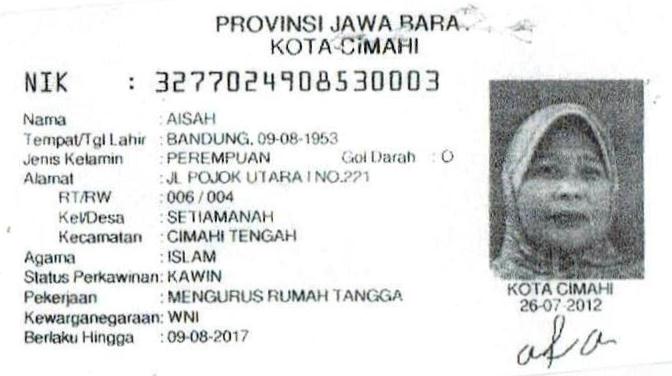 PROVINSI JAWA BARA
KOTA CIMAHI
NIK : 3277024908530003
Nama : AISAH
Tempat/Tgl Lahir : BANDUNG, 09-08-1953
Jenis Kelamin : PEREMPUAN Gol Darah : O
Alamat : JL POJOK UTARA I NO.221
RT/RW : 006 / 004
Kel/Desa : SETIAMANAH
Kecamatan : CIMAHI TENGAH
Agama : ISLAM
Status Perkawinan: KAWIN
Pekerjaan : MENGURUS RUMAH TANGGA
Kewarganegaraan: WNI
Berlaku Hingga : 09-08-2017
KOTA CIMAHI
26-07-2012